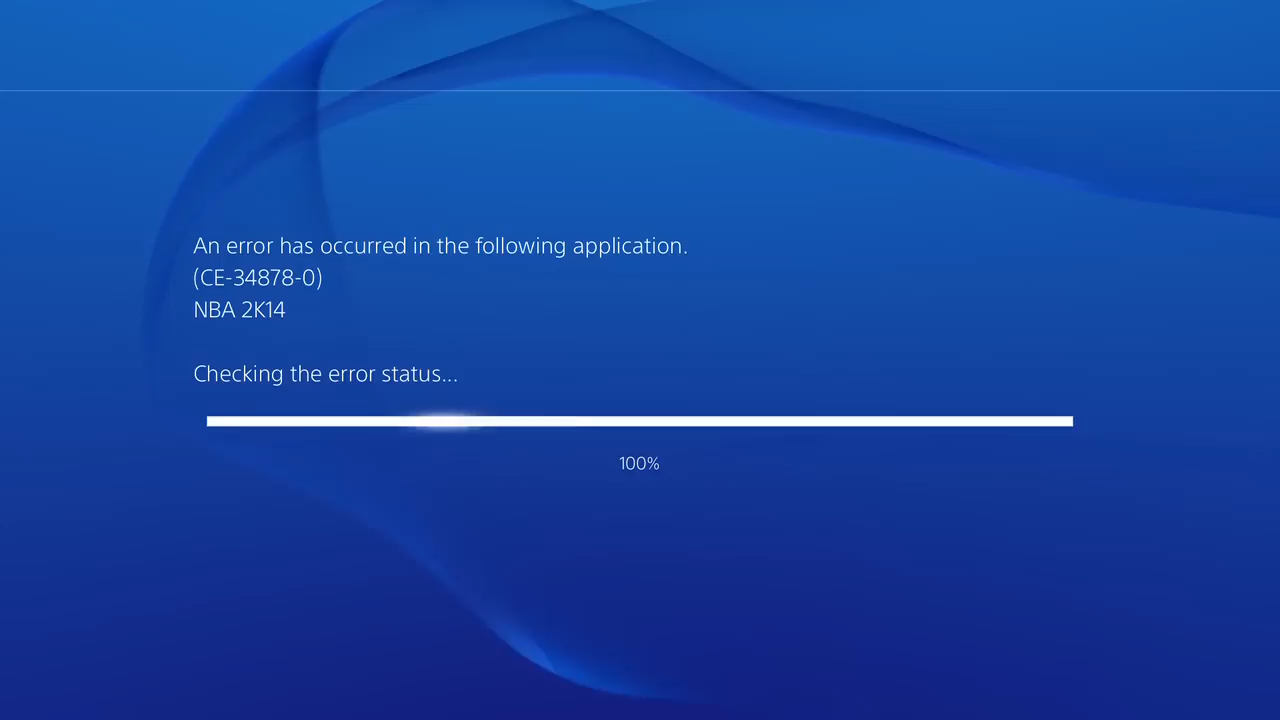 An error has occurred in the following application.
(CE-34878-0)
NBA 2K14
Checking the error status...
100%